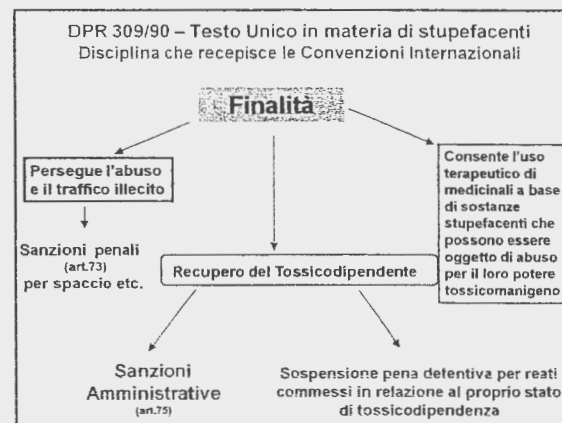 DPR 309/90 – Testo Unico in materia di stupefacenti
Disciplina che recepisce le Convenzioni Internazionali
Finalità
Persegue l'abuso
e il traffico illecito
Sanzioni penali
(art.73)
per spaccio etc.
Recupero del Tossicodipendente
Consente l'uso
terapeutico di
medicinali a base
di sostanze
stupefacenti che
possono essere
oggetto di abuso
per il loro potere
tossicomanigeno
Sanzioni
Amministrative
(art.75)
Sospensione pena detentiva per reati
commessi in relazione al proprio stato
di tossicodipendenza